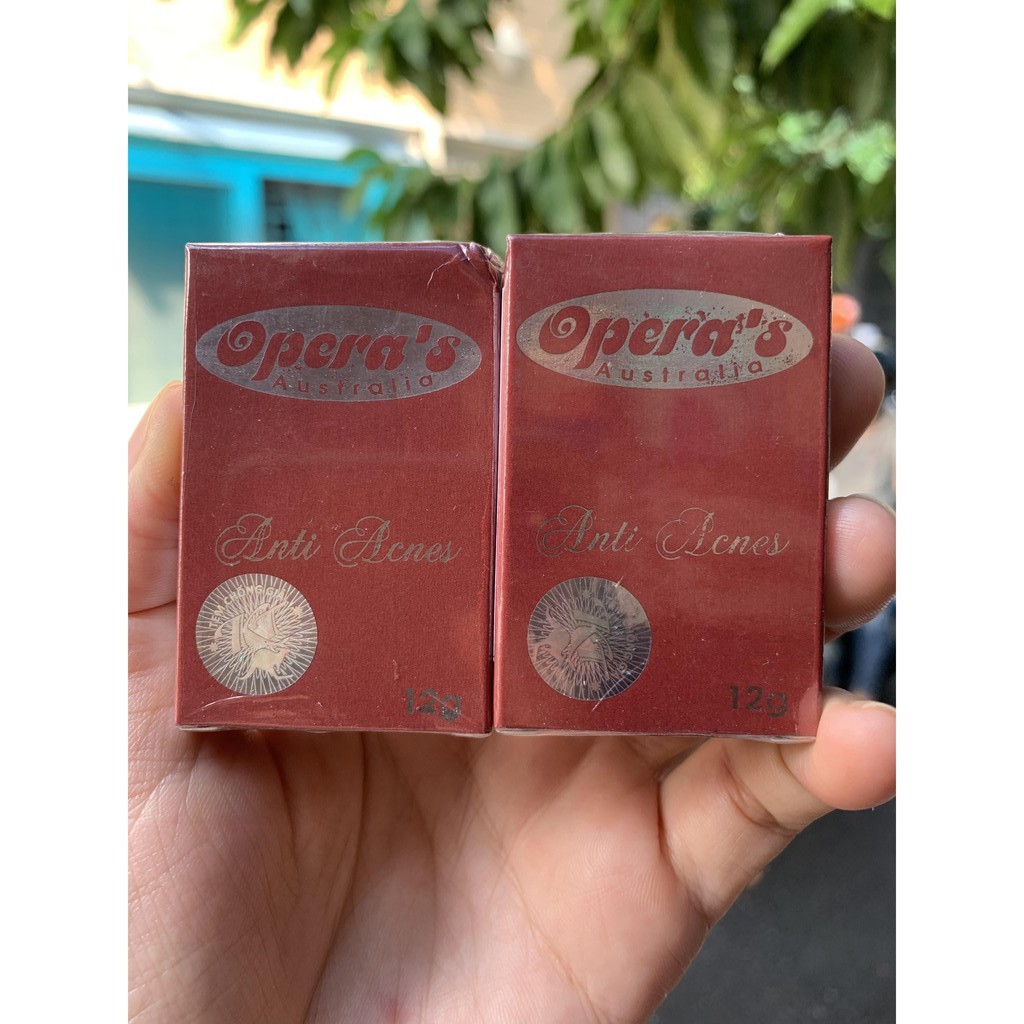 Opera's
Australia
Anti Acnes
12g
Opera's
Australia
Anti Acnes
12g